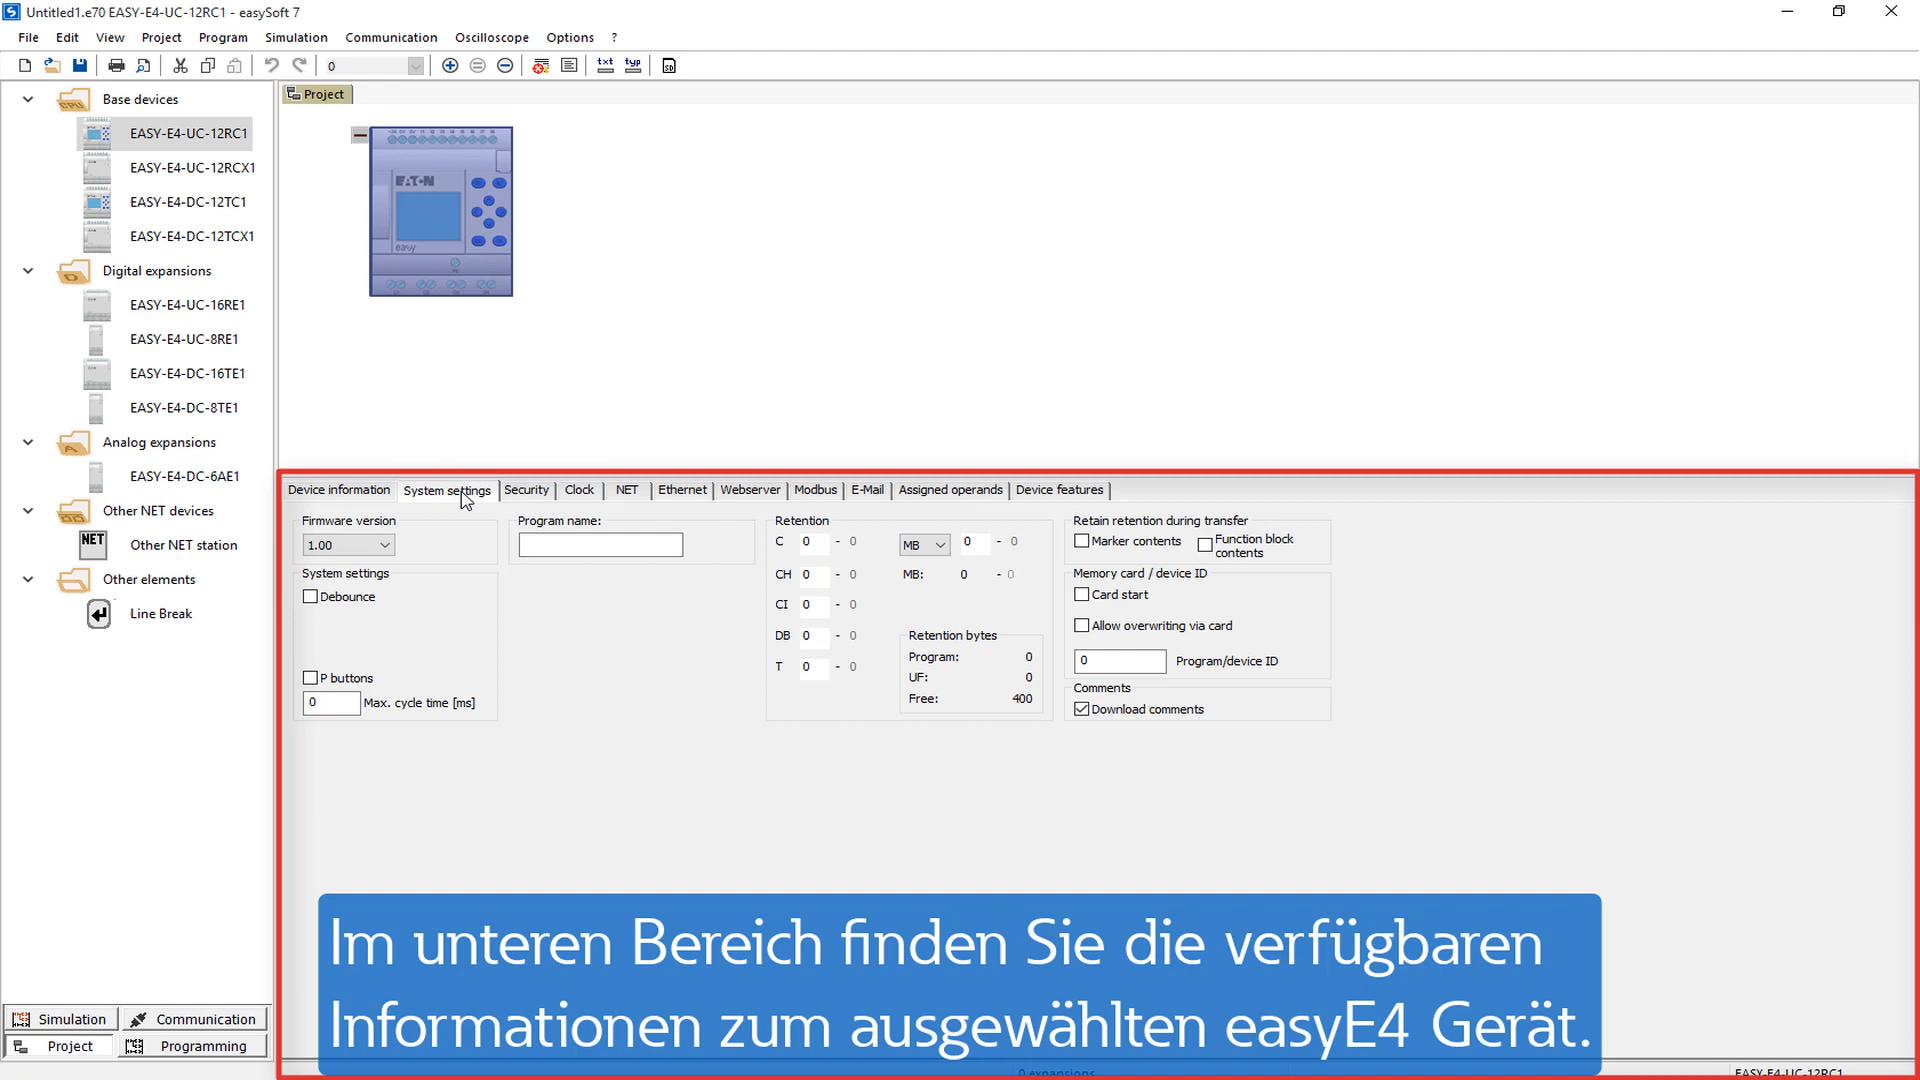 Untitled1.e70 EASY-E4-UC-12RC1 - easySoft 7
File Edit View Project Program Simulation Communication Oscilloscope Options ?
0 txt typ
Base devices
EASY-E4-UC-12RC1
EASY-E4-UC-12RCX1
EASY-E4-DC-12TC1
EASY-E4-DC-12TCX1
Digital expansions
EASY-E4-UC-16RE1
EASY-E4-UC-8RE1
EASY-E4-DC-16TE1
EASY-E4-DC-8TE1
Analog expansions
EASY-E4-DC-6AE1
Other NET devices
NET Other NET station
Other elements
Line Break
Simulation Communication
Project Programming
Project
EATON
easy
Device information System settings Security Clock NET Ethernet Webserver Modbus E-Mail Assigned operands Device features
Firmware version
1.00
System settings
Debounce
P buttons
0 Max. cycle time [ms]
Program name:
Retention
C 0 - 0 MB 0 - 0
CH 0 - 0 MB: 0 - 0
CI 0 - 0
DB 0 - 0
T 0 - 0
Retention bytes
Program: 0
UF: 0
Free: 400
Retain retention during transfer
Marker contents Function block contents
Memory card / device ID
Card start
Allow overwriting via card
0 Program/device ID
Comments
Download comments
Im unteren Bereich finden Sie die verfügbaren
Informationen zum ausgewählten easyE4 Gerät.
0 expansions EASY-E4-UC-12RC1